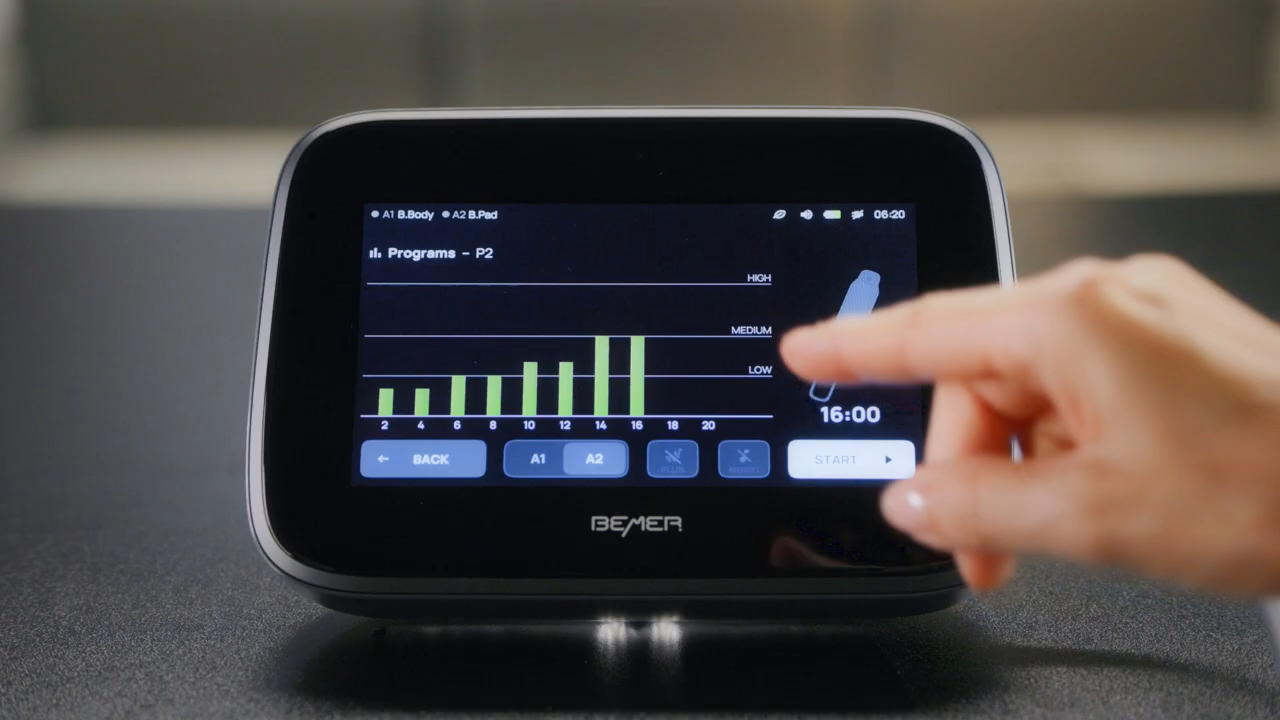 A1 B.Body A2 B.Pad 06:20
Programs - P2
HIGH
MEDIUM
LOW
16:00
2 4 6 8 10 12 14 16 18 20
← BACK A1 A2 PLUS START ▶
BEMER